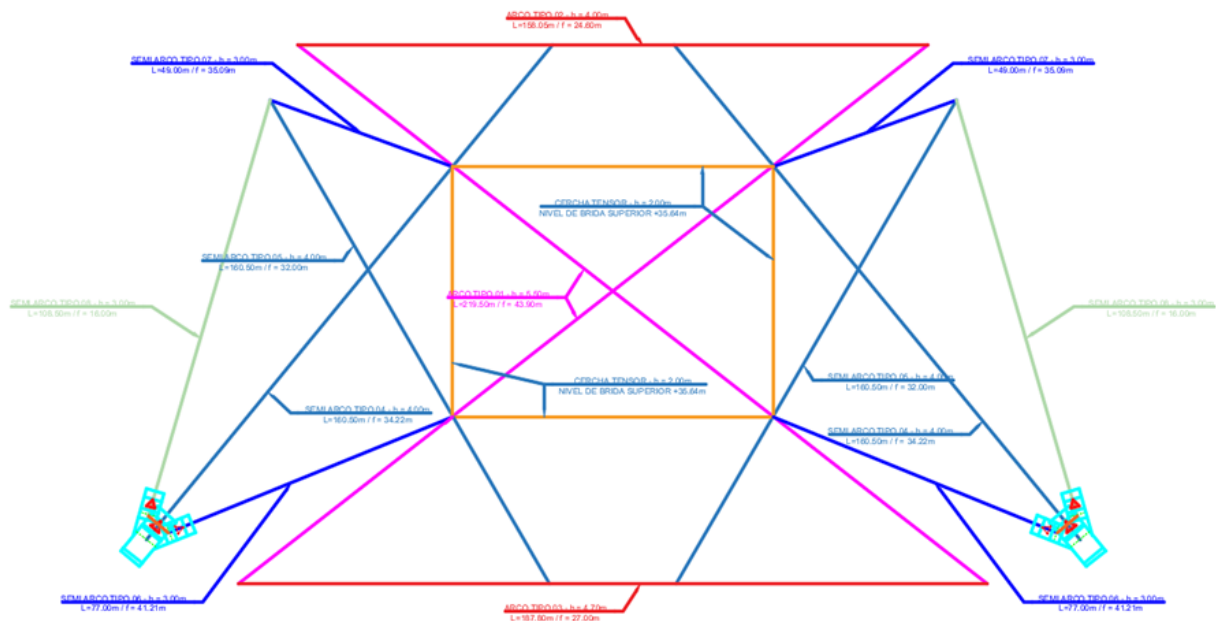 ARCO TIPO 02 - h = 4.00m
L=158.05m / f = 24.60m
SEMI ARCO TIPO 07 - h = 3.00m
L=49.00m / f = 35.09m
SEMI ARCO TIPO 07 - h = 3.00m
L=49.00m / f = 35.09m
CERCHA TENSOR - h = 2.00m
NIVEL DE BRIDA SUPERIOR +35.64m
SEMI ARCO TIPO 05 - h = 4.00m
L=160.50m / f = 32.00m
ARCO TIPO 01 - h = 5.50m
L=219.50m / f = 43.90m
SEMI ARCO TIPO 08 - h = 3.00m
L=108.50m / f = 16.00m
SEMI ARCO TIPO 08 - h = 3.00m
L=108.50m / f = 16.00m
CERCHA TENSOR - h = 2.00m
NIVEL DE BRIDA SUPERIOR +35.64m
SEMI ARCO TIPO 05 - h = 4.00m
L=160.50m / f = 32.00m
SEMI ARCO TIPO 04 - h = 4.00m
L=160.50m / f = 34.22m
SEMI ARCO TIPO 04 - h = 4.00m
L=160.50m / f = 34.22m
SEMI ARCO TIPO 06 - h = 3.00m
L=77.00m / f = 41.21m
ARCO TIPO 03 - h = 4.70m
L=187.80m / f = 27.00m
SEMI ARCO TIPO 06 - h = 3.00m
L=77.00m / f = 41.21m